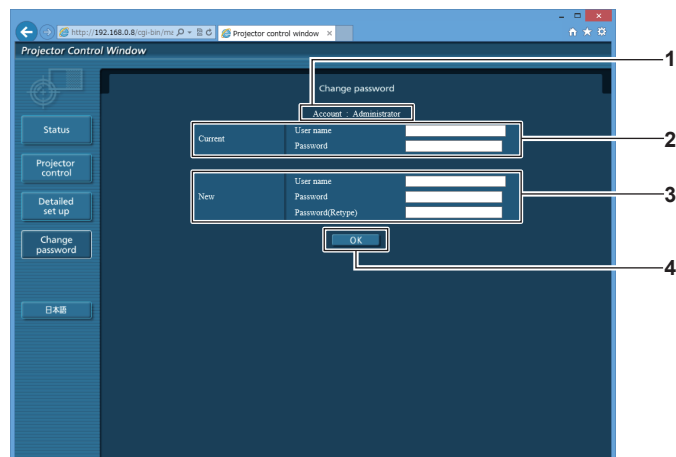 http://192.168.0.8/cgi-bin/mai
Projector control window
Projector Control Window
1
Change password
Account : Administrator
Status
Current
User name
Password
2
Projector
control
New
User name
Password
Password(Retype)
3
Detailed
set up
Change
password
OK
4
日本語